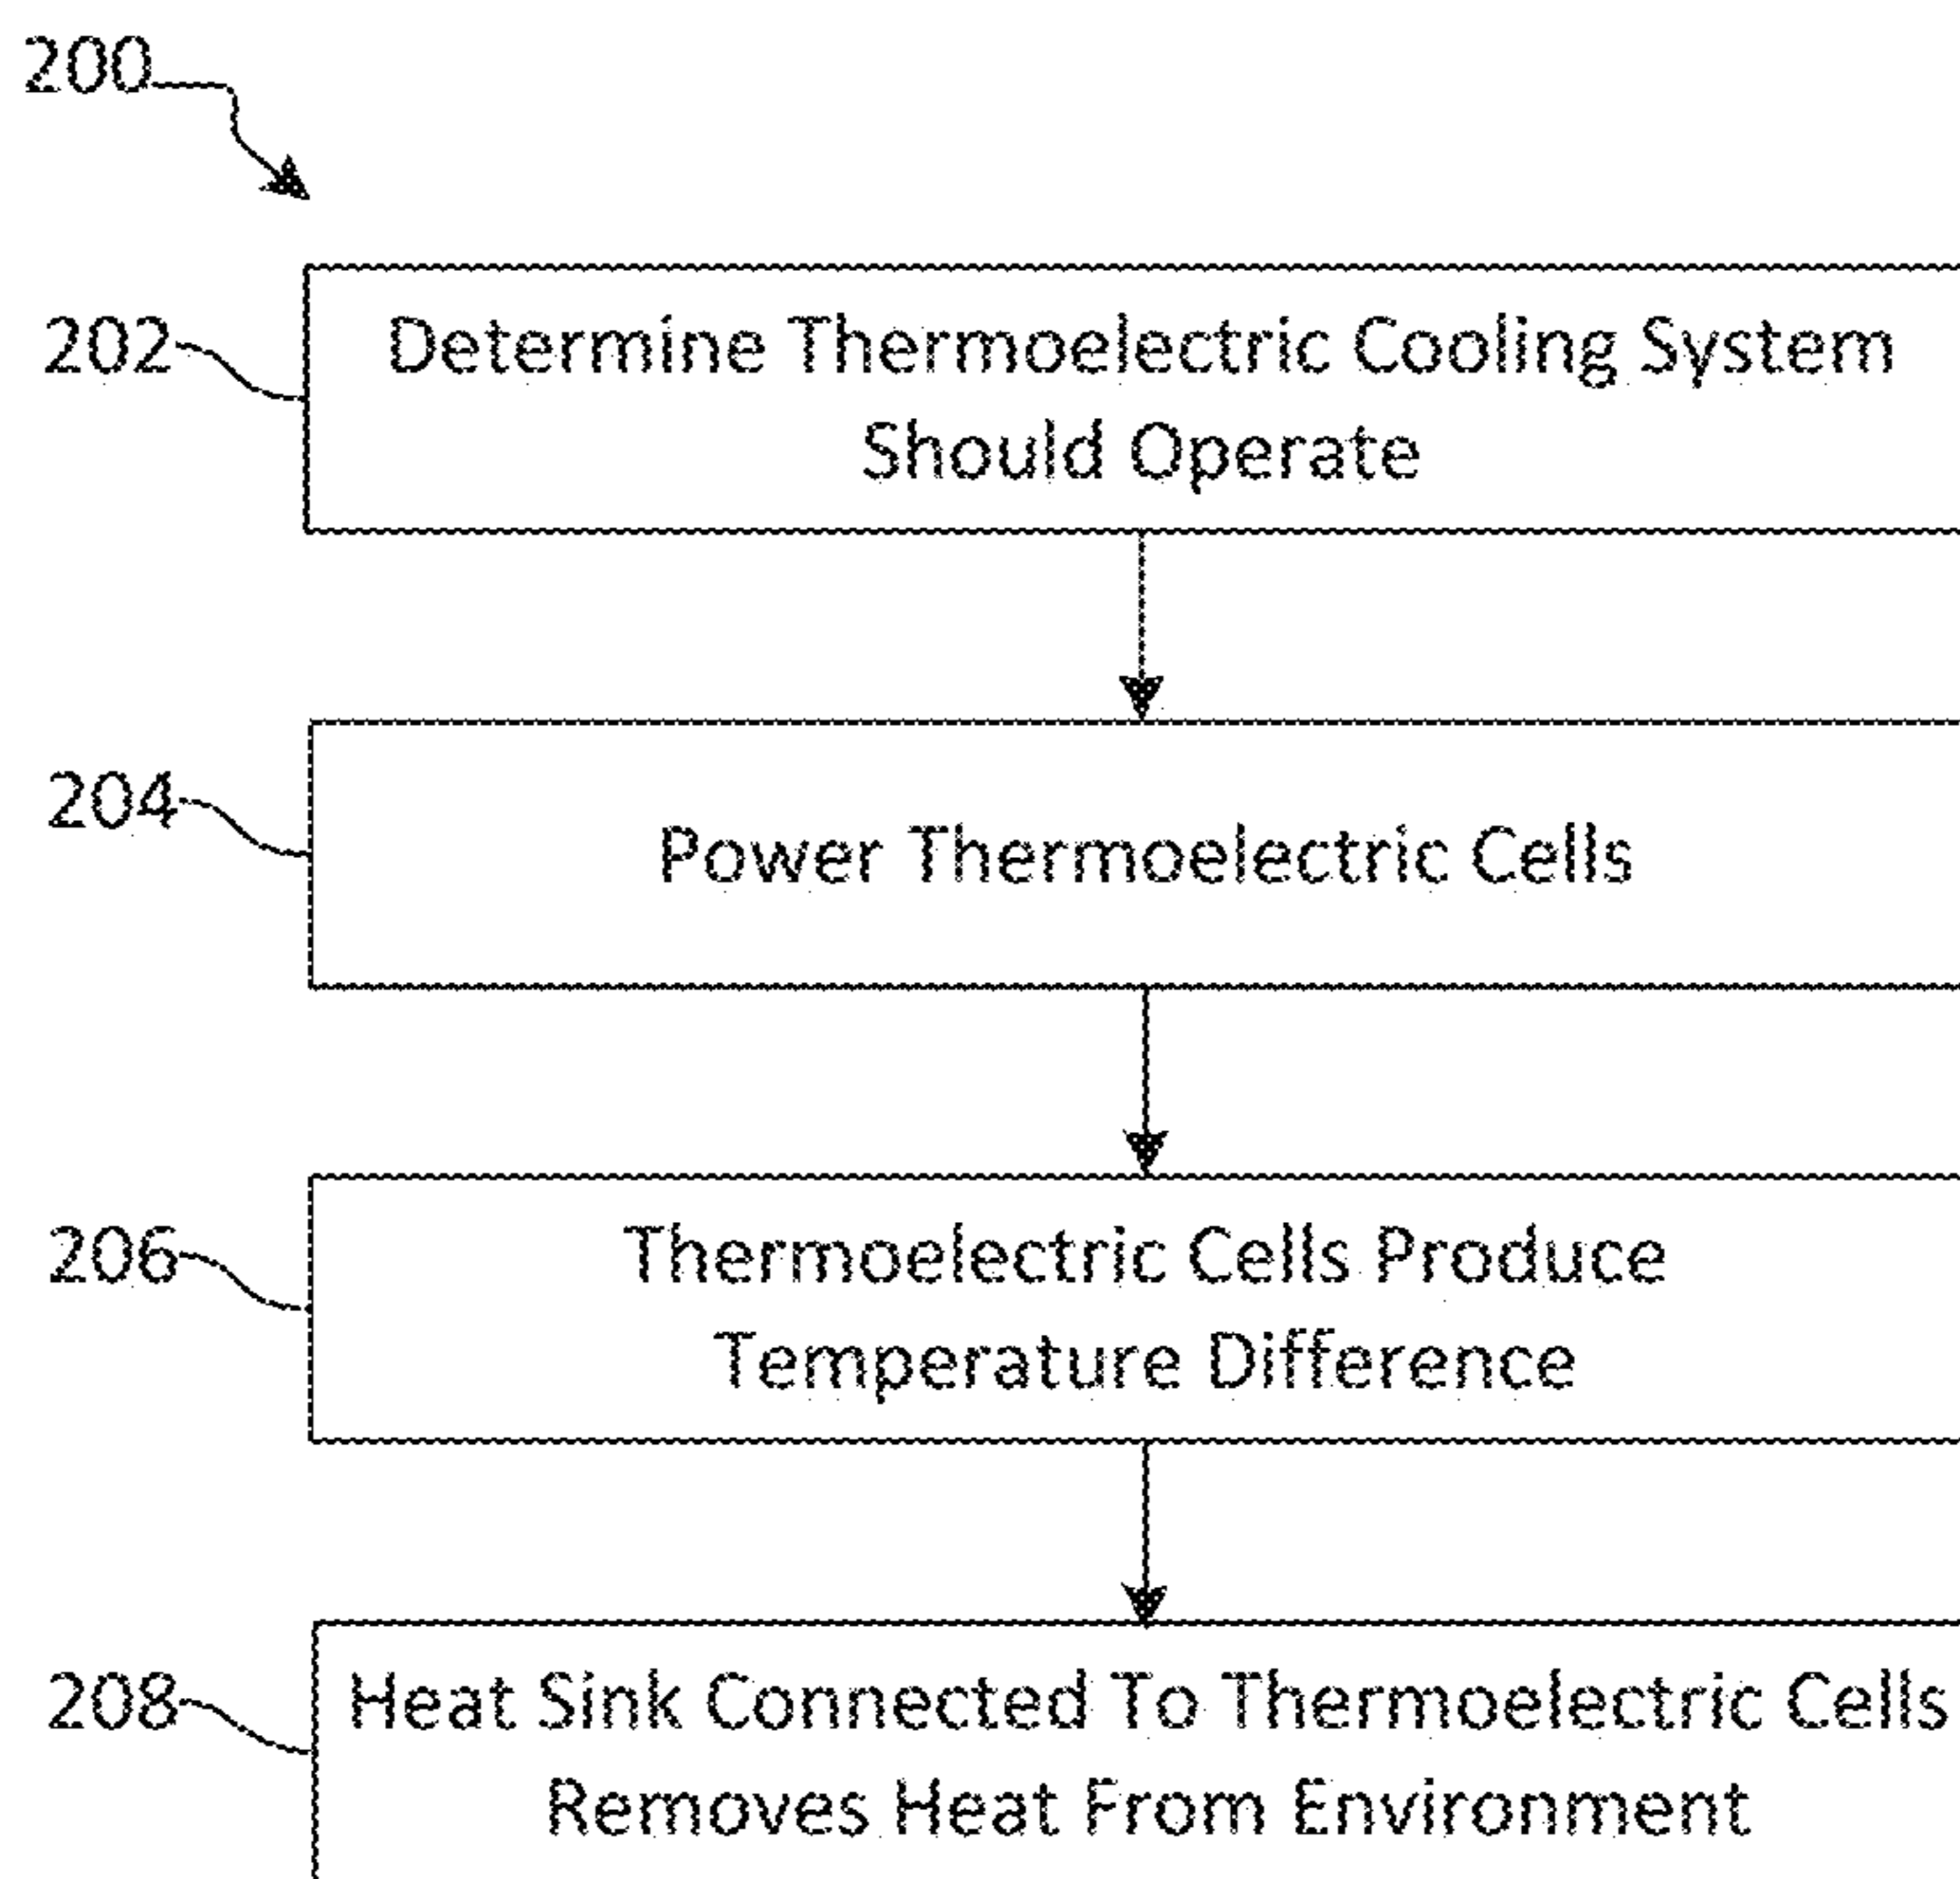 200
202
Determine Thermoelectric Cooling System
Should Operate
204
Power Thermoelectric Cells
206
Thermoelectric Cells Produce
Temperature Difference
208
Heat Sink Connected To Thermoelectric Cells
Removes Heat From Environment